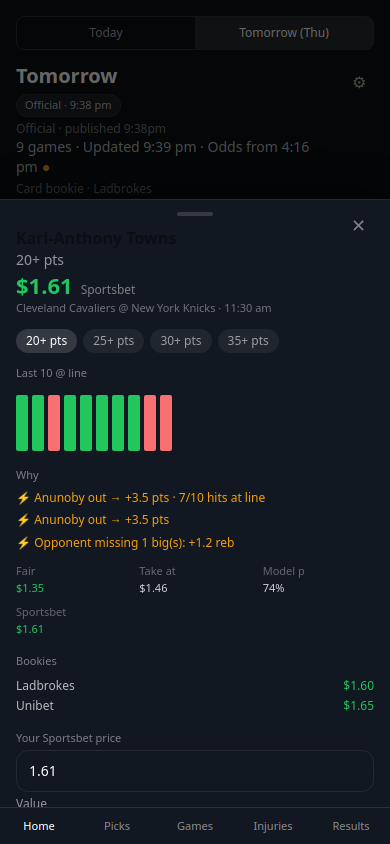 Today
Tomorrow (Thu)
Tomorrow
Official · 9:38 pm
Official · published 9:38pm
9 games · Updated 9:39 pm · Odds from 4:16
pm
Card bookie · Ladbrokes
Karl-Anthony Towns
20+ pts
$1.61 Sportsbet
Cleveland Cavaliers @ New York Knicks · 11:30 am
20+ pts 25+ pts 30+ pts 35+ pts
Last 10 @ line
Why
⚡ Anunoby out → +3.5 pts · 7/10 hits at line
⚡ Anunoby out → +3.5 pts
⚡ Opponent missing 1 big(s): +1.2 reb
Fair Take at Model p
$1.35 $1.46 74%
Sportsbet
$1.61
Bookies
Ladbrokes $1.60
Unibet $1.65
Your Sportsbet price
1.61
Value
Home Picks Games Injuries Results